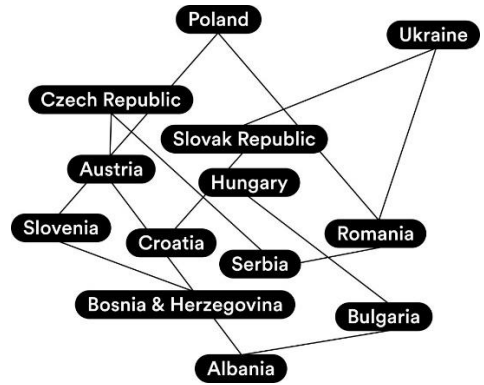 Poland
Ukraine
Czech Republic
Slovak Republic
Austria
Hungary
Slovenia
Croatia
Romania
Serbia
Bosnia & Herzegovina
Bulgaria
Albania